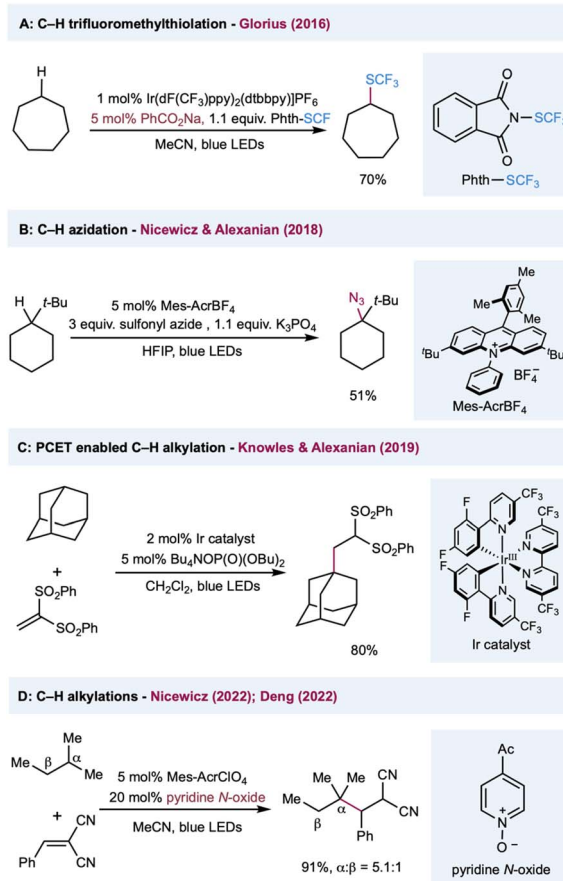 A: C–H trifluoromethylthiolation - Glorius (2016)
H
1 mol% Ir(dF(CF3)ppy)2(dtbbpy)]PF6
5 mol% PhCO2Na, 1.1 equiv. Phth-SCF
MeCN, blue LEDs
SCF3
70%
O
N
SCF3
O
Phth—SCF3
B: C–H azidation - Nicewicz & Alexanian (2018)
H
t-Bu
5 mol% Mes-AcrBF4
3 equiv. sulfonyl azide , 1.1 equiv. K3PO4
HFIP, blue LEDs
N3
t-Bu
51%
Me
Me
Me
tBu
N+
tBu
BF4−
Mes-AcrBF4
C: PCET enabled C–H alkylation - Knowles & Alexanian (2019)
+
SO2Ph
SO2Ph
2 mol% Ir catalyst
5 mol% Bu4NOP(O)(OBu)2
CH2Cl2, blue LEDs
SO2Ph
SO2Ph
80%
CF3
F
CF3
N
F
N
IrIII
F
N
N
F
CF3
CF3
Ir catalyst
D: C–H alkylations - Nicewicz (2022); Deng (2022)
Me
Me
β
α
Me
+
CN
Ph
CN
5 mol% Mes-AcrClO4
20 mol% pyridine N-oxide
MeCN, blue LEDs
Me
Me
CN
Me
α
CN
β
Ph
91%, α:β = 5.1:1
Ac
N+
O−
pyridine N-oxide